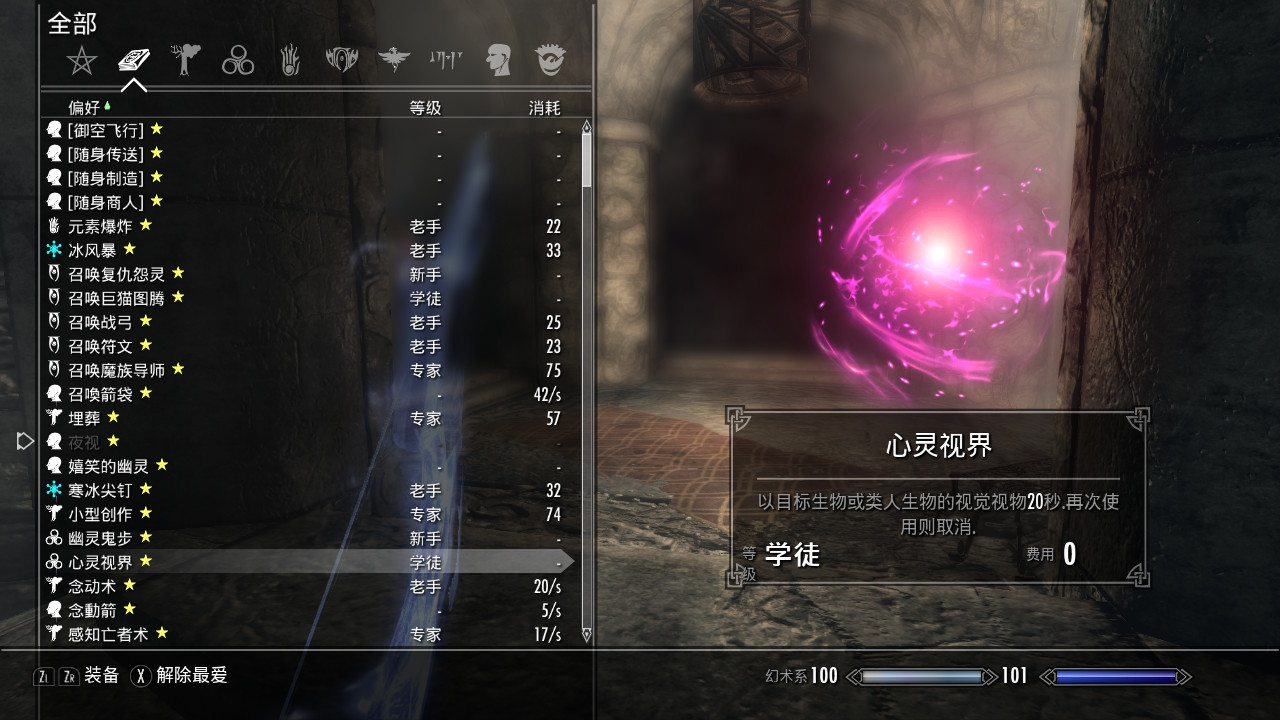 全部
偏好 等级 消耗
[御空飞行] - -
[随身传送] - -
[随身制造] - -
[随身商人] - -
元素爆炸 老手 22
冰风暴 老手 33
召唤复仇怨灵 新手 -
召唤巨猫图腾 学徒 -
召唤战弓 老手 25
召唤符文 老手 23
召唤魔族导师 专家 75
召喚箭袋 - 42/s
埋葬 专家 57
夜视 - -
嬉笑的幽灵 - -
寒冰尖钉 老手 32
小型创作 专家 74
幽灵鬼步 新手 -
心灵视界 学徒 -
念动术 老手 20/s
念動箭 - 5/s
感知亡者术 专家 17/s
心灵视界
以目标生物或类人生物的视觉视物20秒.再次使
用则取消.
等级 学徒 费用 0
ZL ZR 装备 X 解除最爱
幻术系 100 101